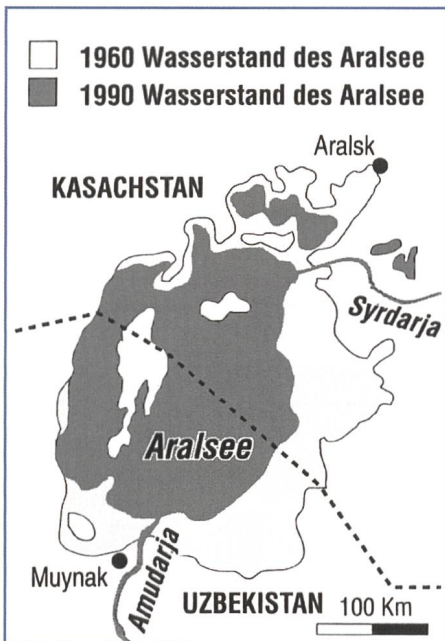 1960 Wasserstand des Aralsee
1990 Wasserstand des Aralsee
Aralsk
KASACHSTAN
Syrdarja
Aralsee
Muynak
Amudarja
UZBEKISTAN
100 Km